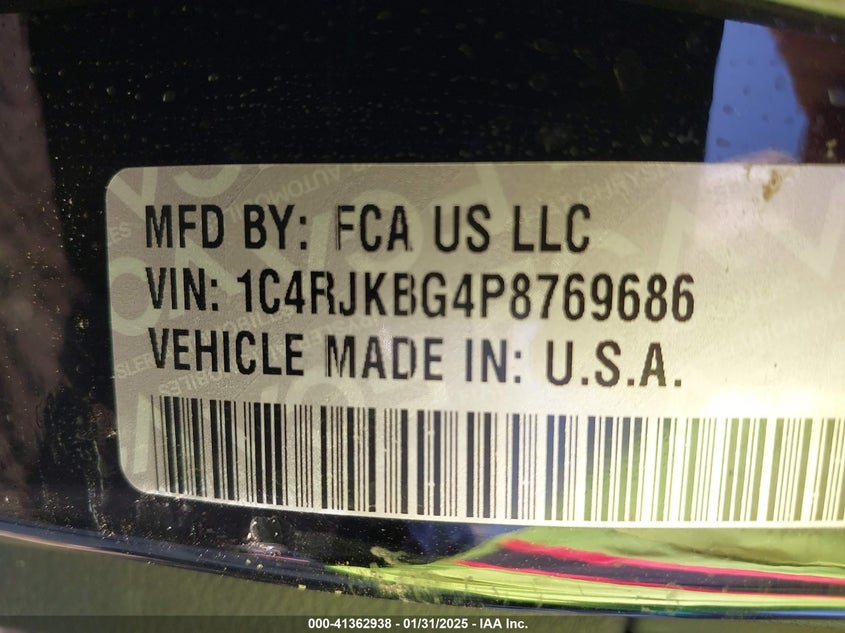 MFD BY: FCA US LLC
VIN: 1C4RJKBG4P8769686
VEHICLE MADE IN: U.S.A.
000-41362938 - 01/31/2025 - IAA Inc.